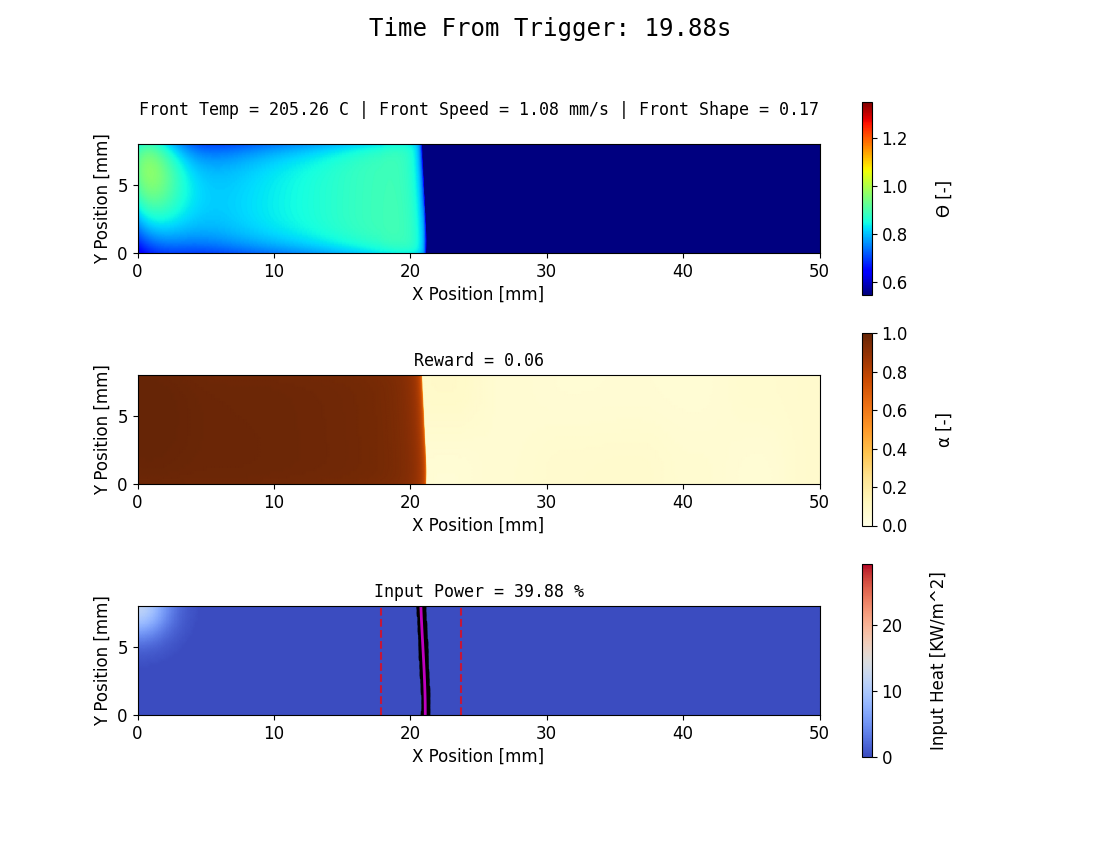 Time From Trigger: 19.88s
Front Temp = 205.26 C | Front Speed = 1.08 mm/s | Front Shape = 0.17
Y Position [mm]
5
0
0 10 20 30 40 50
X Position [mm]
1.2
1.0
0.8
0.6
Θ [-]
Reward = 0.06
Y Position [mm]
5
0
0 10 20 30 40 50
X Position [mm]
1.0
0.8
0.6
0.4
0.2
0.0
α [-]
Input Power = 39.88 %
Y Position [mm]
5
0
0 10 20 30 40 50
X Position [mm]
20
10
0
Input Heat [KW/m^2]